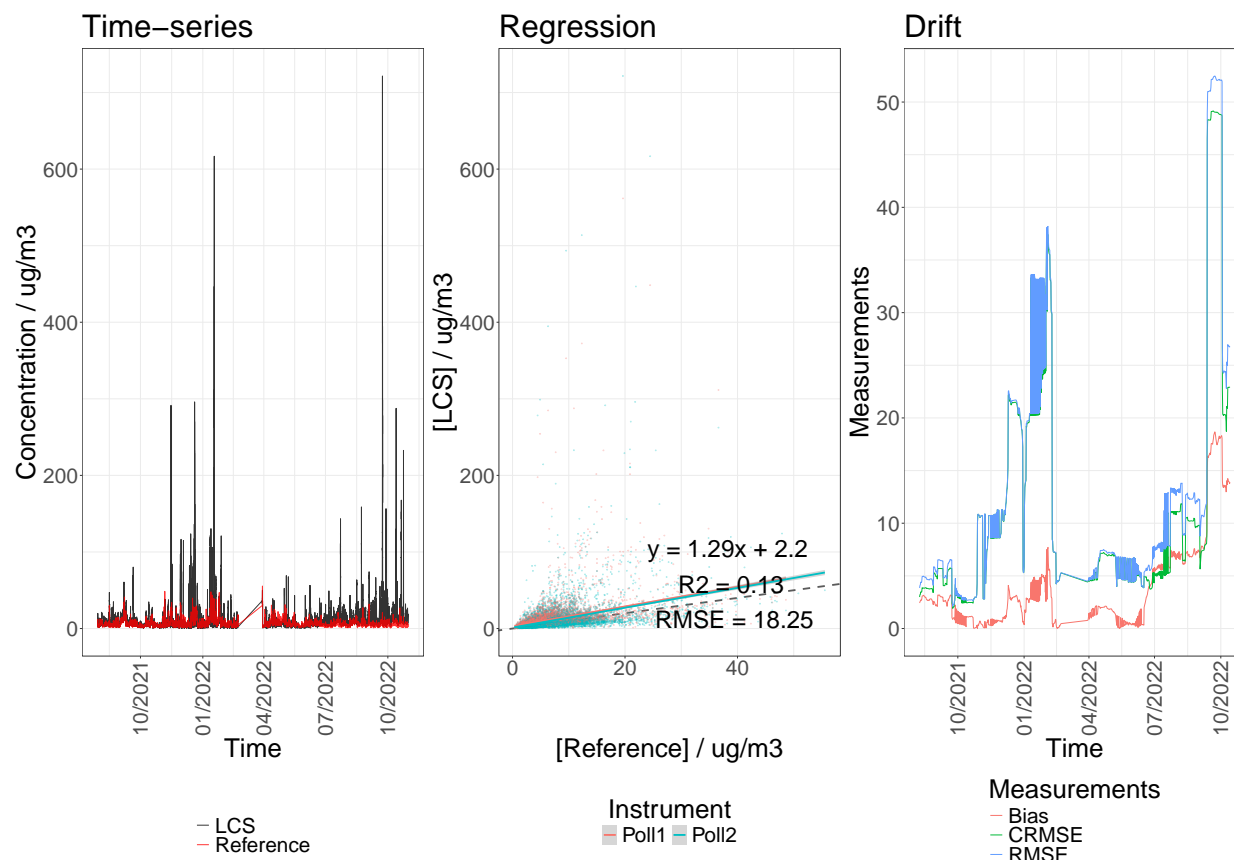 Time−series
Regression
Drift
Concentration / ug/m3
600
400
200
0
10/2021
01/2022
04/2022
07/2022
10/2022
Time
LCS
Reference
[LCS] / ug/m3
600
400
200
0
y = 1.29x + 2.2
R2 = 0.13
RMSE = 18.25
0
20
40
[Reference] / ug/m3
Instrument
Poll1 Poll2
Measurements
50
40
30
20
10
0
10/2021
01/2022
04/2022
07/2022
10/2022
Time
Measurements
Bias
CRMSE
RMSE